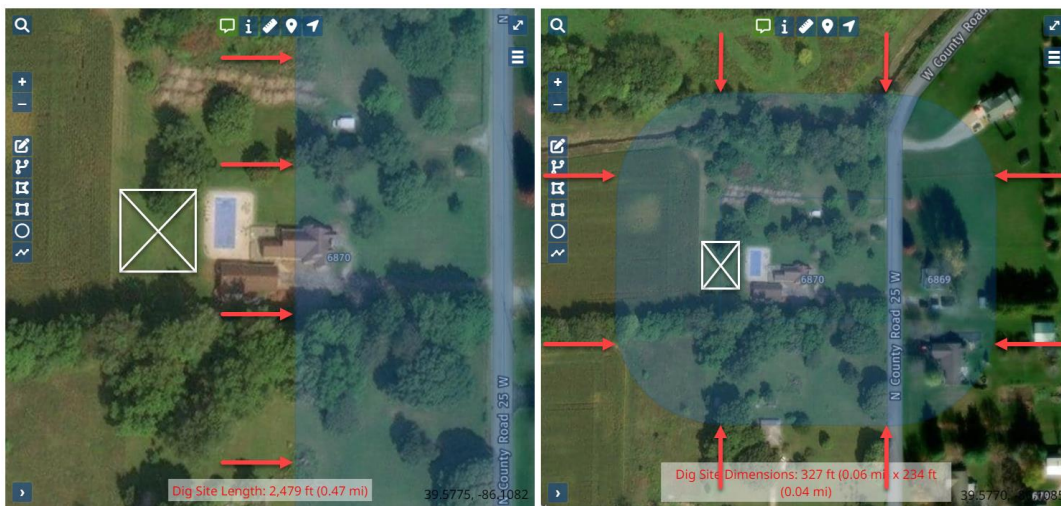 N
6870
N County Road 25 W
Dig Site Length: 2,479 ft (0.47 mi)
39.5775, -86.1082
W County Road
6870
6869
N County Road 25 W
Dig Site Dimensions: 327 ft (0.06 mi) x 234 ft
(0.04 mi)